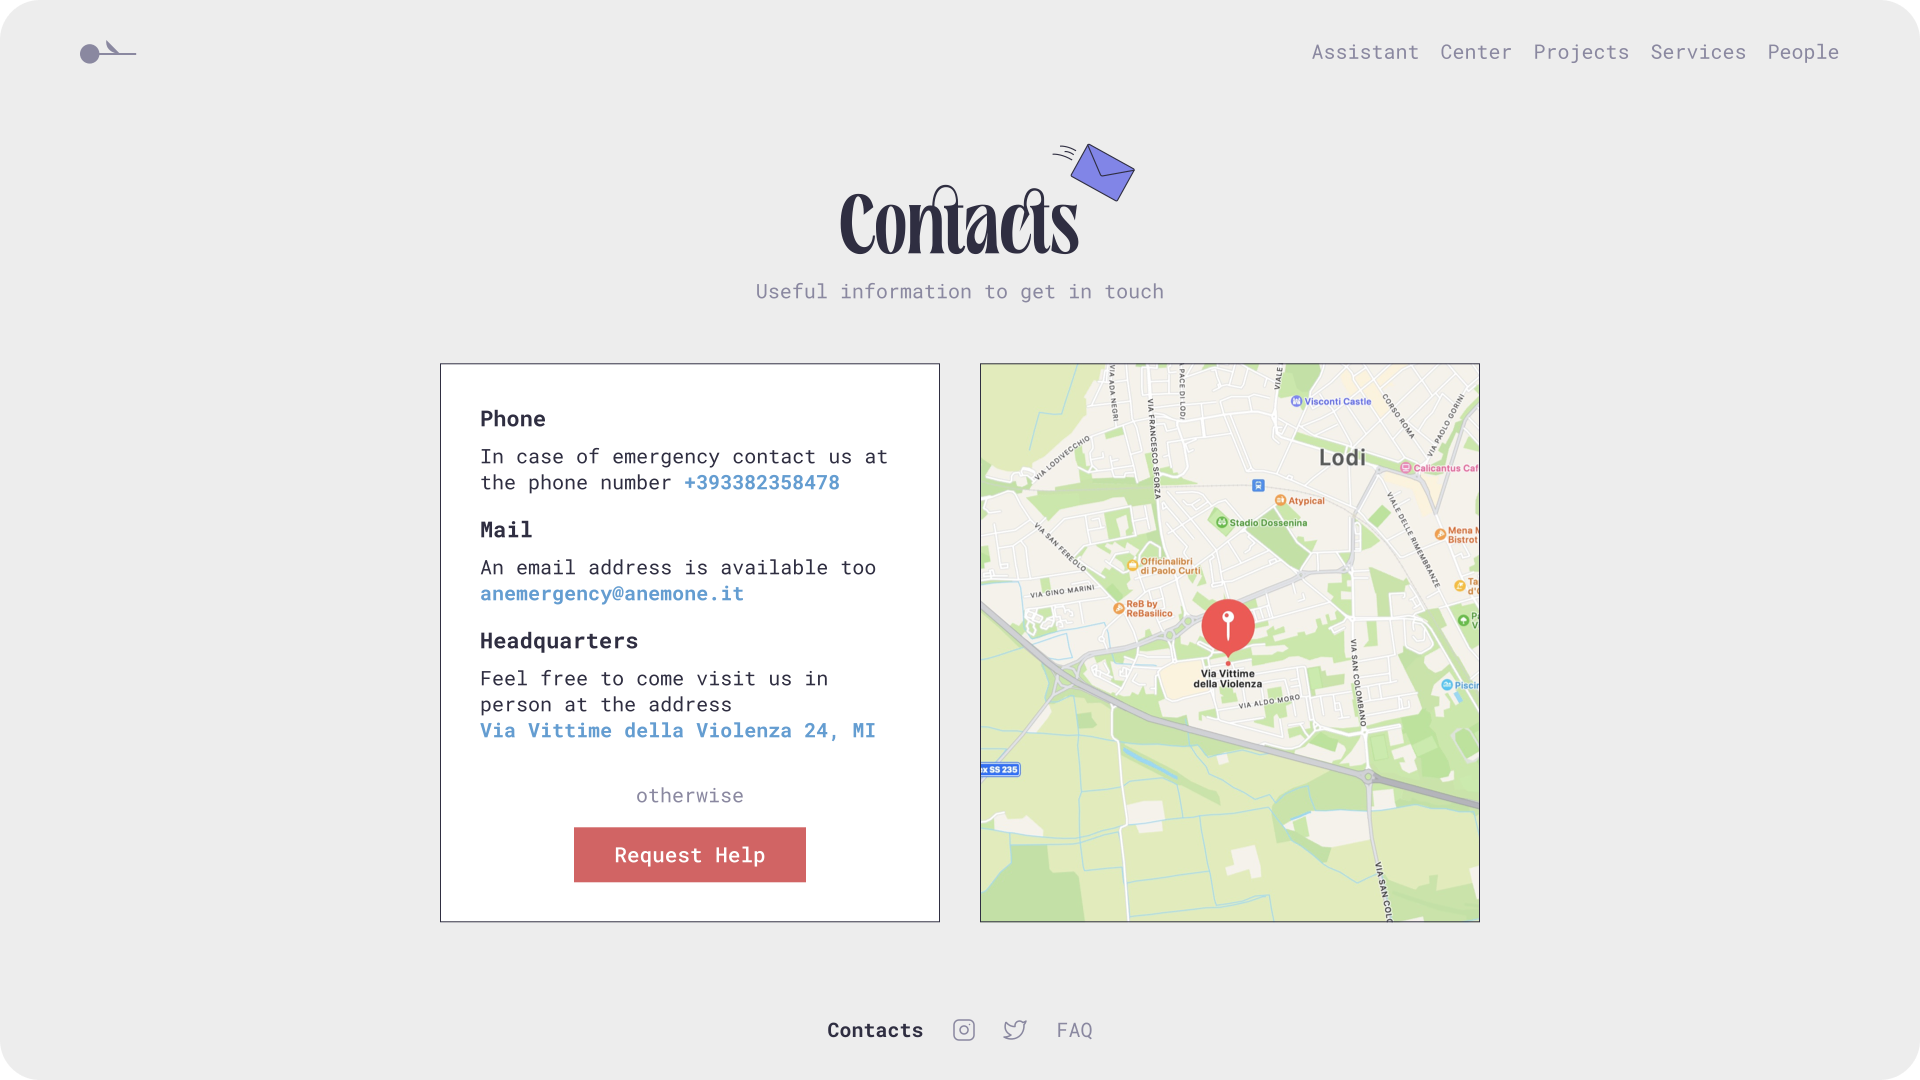 Assistant Center Projects Services People
Contacts
Useful information to get in touch
Phone
In case of emergency contact us at
the phone number +393382358478
Mail
An email address is available too
anemergency@anemone.it
Headquarters
Feel free to come visit us in
person at the address
Via Vittime della Violenza 24, MI
otherwise
Request Help
VIA ADA NEGRI
A PACE DI LODI
VIALE
Visconti Castle
CORSO ROMA
VIA PAOLO GORINI
VIA FRANCESCO SFORZA
VIA LODIVECCHIO
Lodi
Calicantus Caf
Atypical
Stadio Dossenina
VIALE DELLE RIMEMBRANZE
Mena M
Bistrot
VIA SAN FEREOLO
Officinalibri
di Paolo Curti
Ta
d'O
VIA GINO MARINI
ReB by
ReBasilico
P
V
Via Vittime
della Violenza
VIA SAN COLOMBANO
Piscin
VIA ALDO MORO
ex SS 235
VIA SAN COLO
Contacts FAQ